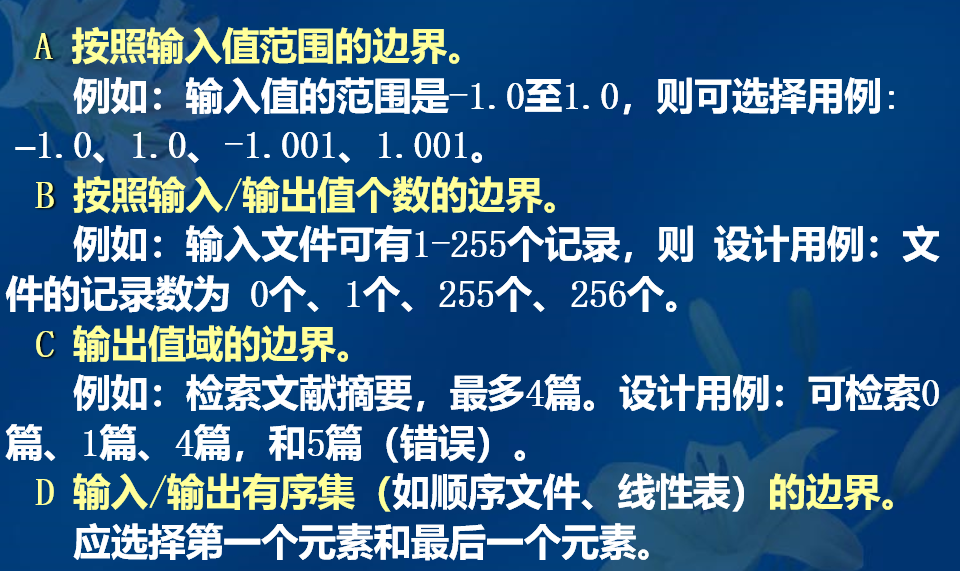 A 按照输入值范围的边界。
例如：输入值的范围是-1.0至1.0，则可选择用例：
-1.0、1.0、-1.001、1.001。
B 按照输入/输出值个数的边界。
例如：输入文件可有1-255个记录，则 设计用例：文
件的记录数为 0个、1个、255个、256个。
C 输出值域的边界。
例如：检索文献摘要，最多4篇。设计用例：可检索0
篇、1篇、4篇，和5篇（错误）。
D 输入/输出有序集（如顺序文件、线性表）的边界。
应选择第一个元素和最后一个元素。